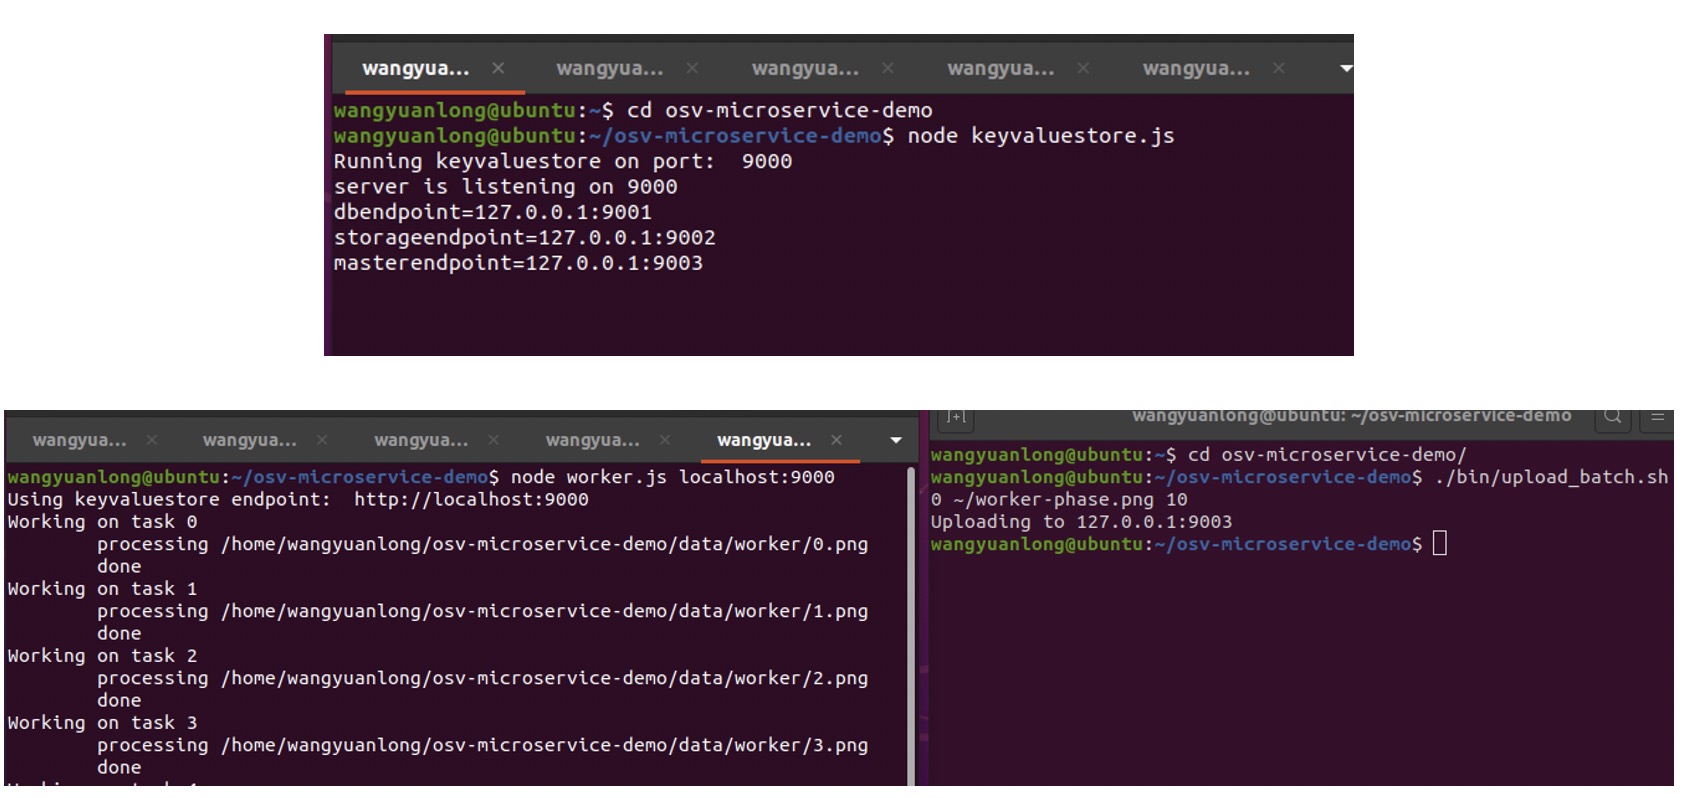 wangyua... × wangyua... × wangyua... × wangyua... × wangyua... ×
wangyuanlong@ubuntu:~$ cd osv-microservice-demo
wangyuanlong@ubuntu:~/osv-microservice-demo$ node keyvaluestore.js
Running keyvaluestore on port:  9000
server is listening on 9000
dbendpoint=127.0.0.1:9001
storageendpoint=127.0.0.1:9002
masterendpoint=127.0.0.1:9003
wangyua... × wangyua... × wangyua... × wangyua... × wangyua... ×
wangyuanlong@ubuntu:~/osv-microservice-demo$ node worker.js localhost:9000
Using keyvaluestore endpoint:  http://localhost:9000
Working on task 0
processing /home/wangyuanlong/osv-microservice-demo/data/worker/0.png
done
Working on task 1
processing /home/wangyuanlong/osv-microservice-demo/data/worker/1.png
done
Working on task 2
processing /home/wangyuanlong/osv-microservice-demo/data/worker/2.png
done
Working on task 3
processing /home/wangyuanlong/osv-microservice-demo/data/worker/3.png
done
wangyuanlong@ubuntu: ~/osv-microservice-demo
wangyuanlong@ubuntu:~$ cd osv-microservice-demo/
wangyuanlong@ubuntu:~/osv-microservice-demo$ ./bin/upload_batch.sh
0 ~/worker-phase.png 10
Uploading to 127.0.0.1:9003
wangyuanlong@ubuntu:~/osv-microservice-demo$